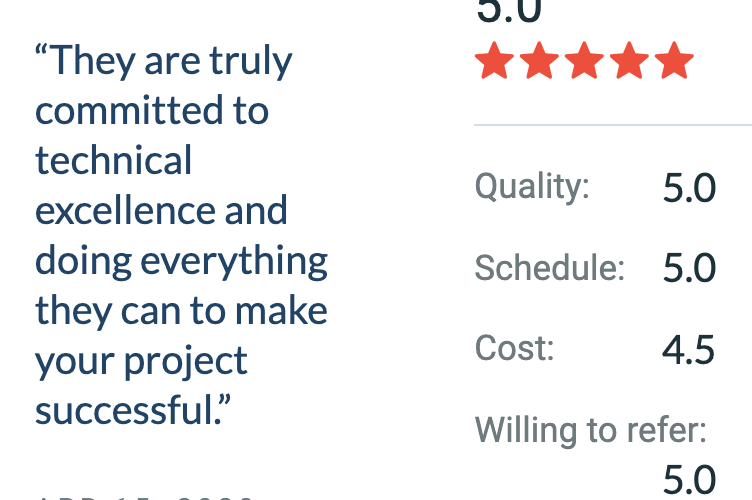 “They are truly
committed to
technical
excellence and
doing everything
they can to make
your project
successful.”
5.0
Quality: 5.0
Schedule: 5.0
Cost: 4.5
Willing to refer:
5.0